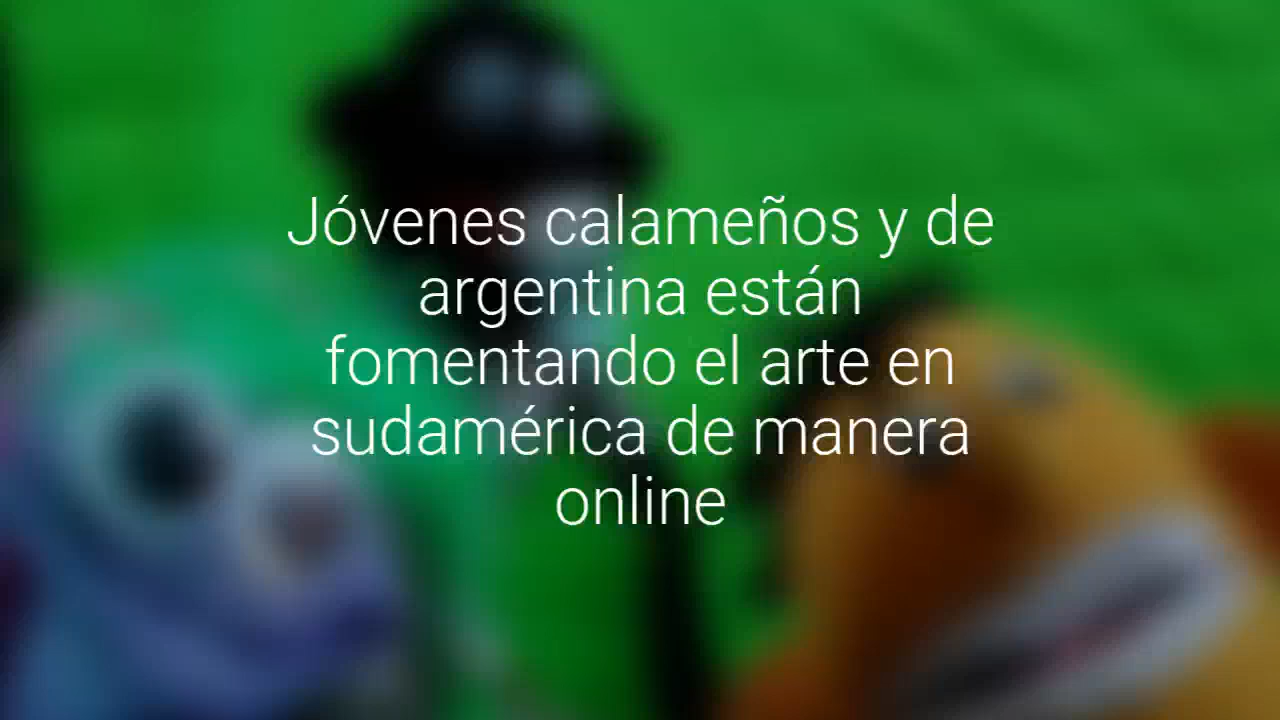 Jóvenes calameños y de
argentina están
fomentando el arte en
sudamérica de manera
online